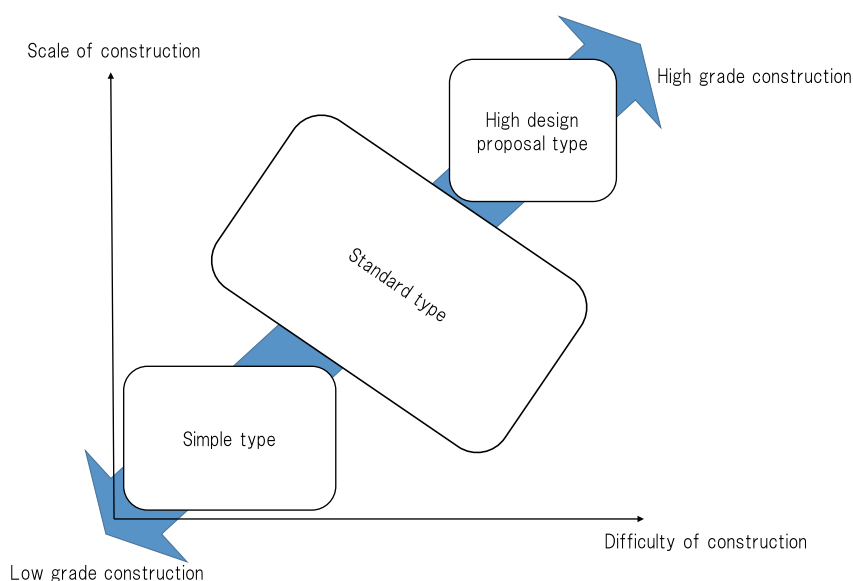 Scale of construction
High grade construction
High design
proposal type
Standard type
Simple type
Difficulty of construction
Low grade construction